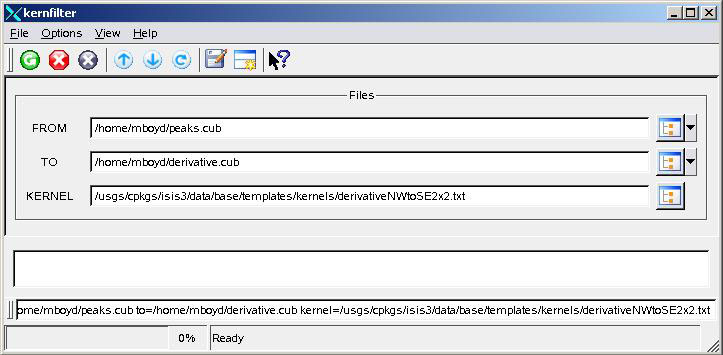 kernfilter
File Options View Help
G
Files
FROM /home/mboyd/peaks.cub
TO /home/mboyd/derivative.cub
KERNEL /usgs/cpkgs/isis3/data/base/templates/kernels/derivativeNWtoSE2x2.txt
ome/mboyd/peaks.cub to=/home/mboyd/derivative.cub kernel=/usgs/cpkgs/isis3/data/base/templates/kernels/derivativeNWtoSE2x2.txt
0% Ready